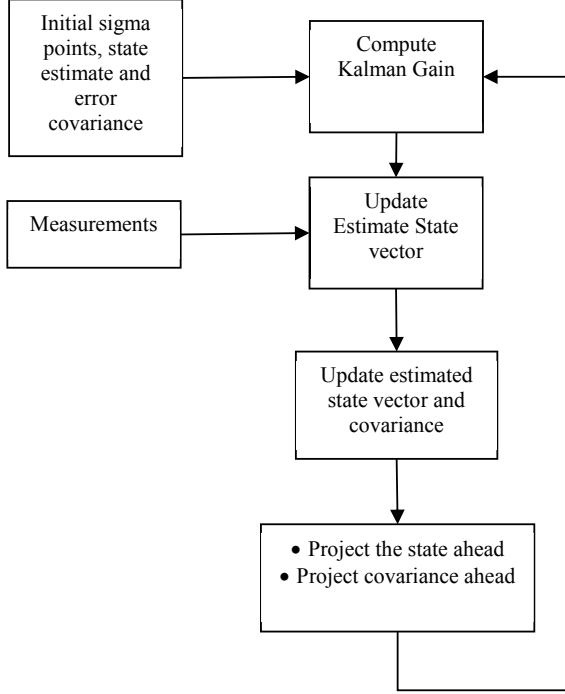 Initial sigma
points, state
estimate and
error
covariance
Compute
Kalman Gain
Measurements
Update
Estimate State
vector
Update estimated
state vector and
covariance
• Project the state ahead
• Project covariance ahead